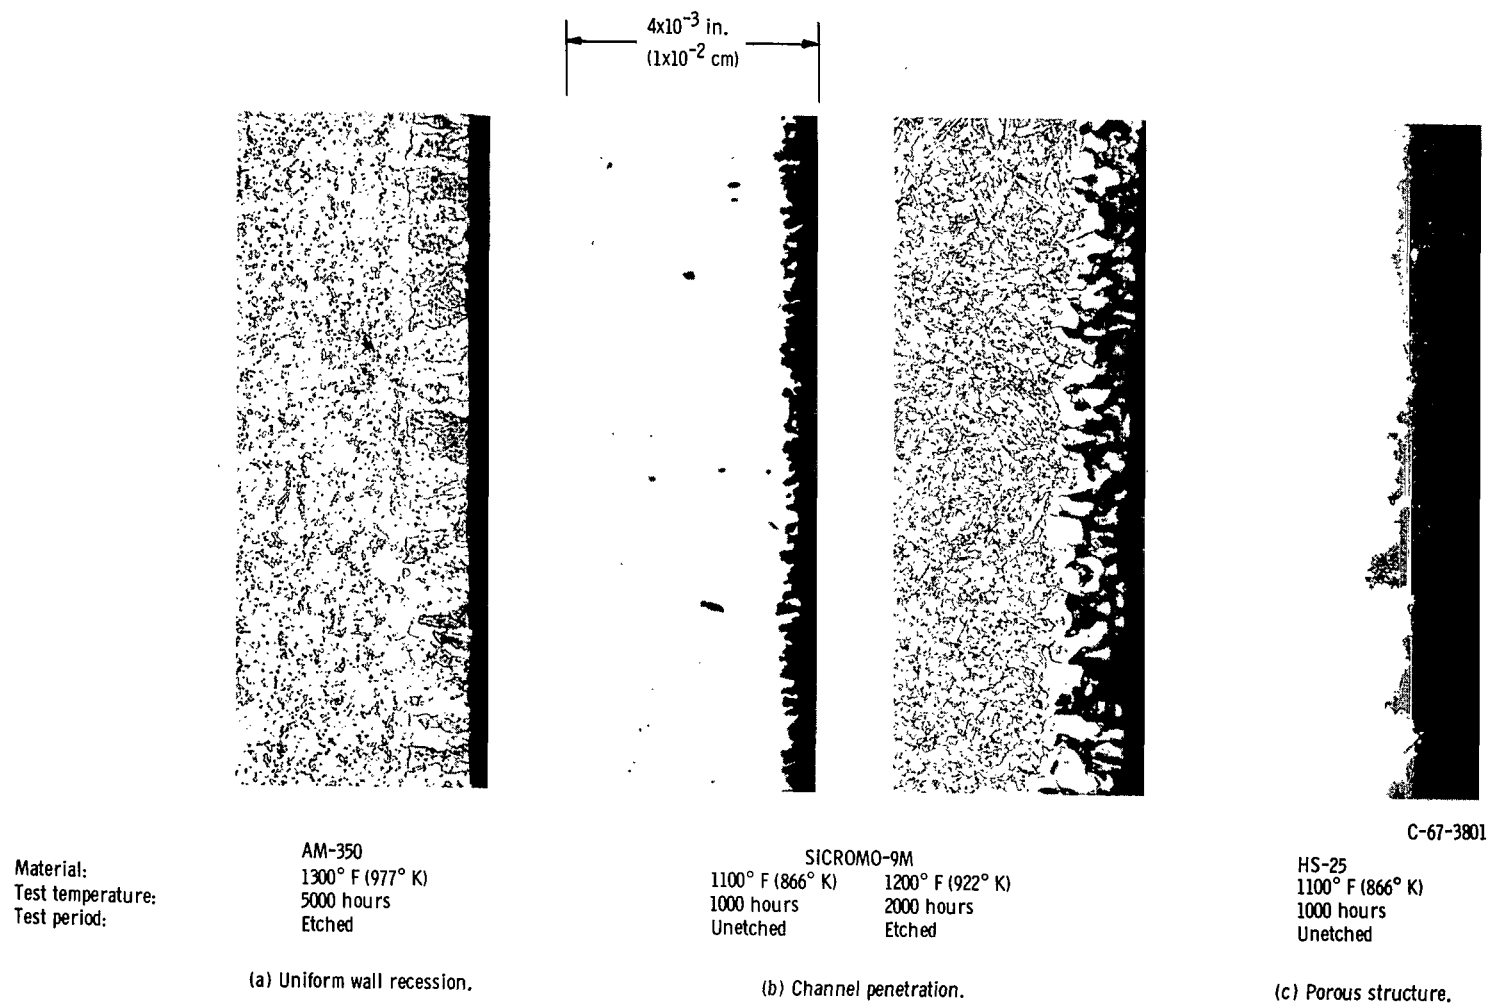 4x10⁻³ in.
(1x10⁻² cm)
C-67-3801
Material:
Test temperature:
Test period:
AM-350
1300° F (977° K)
5000 hours
Etched
SICROMO-9M
1100° F (866° K)
1000 hours
Unetched
1200° F (922° K)
2000 hours
Etched
HS-25
1100° F (866° K)
1000 hours
Unetched
(a) Uniform wall recession.
(b) Channel penetration.
(c) Porous structure.